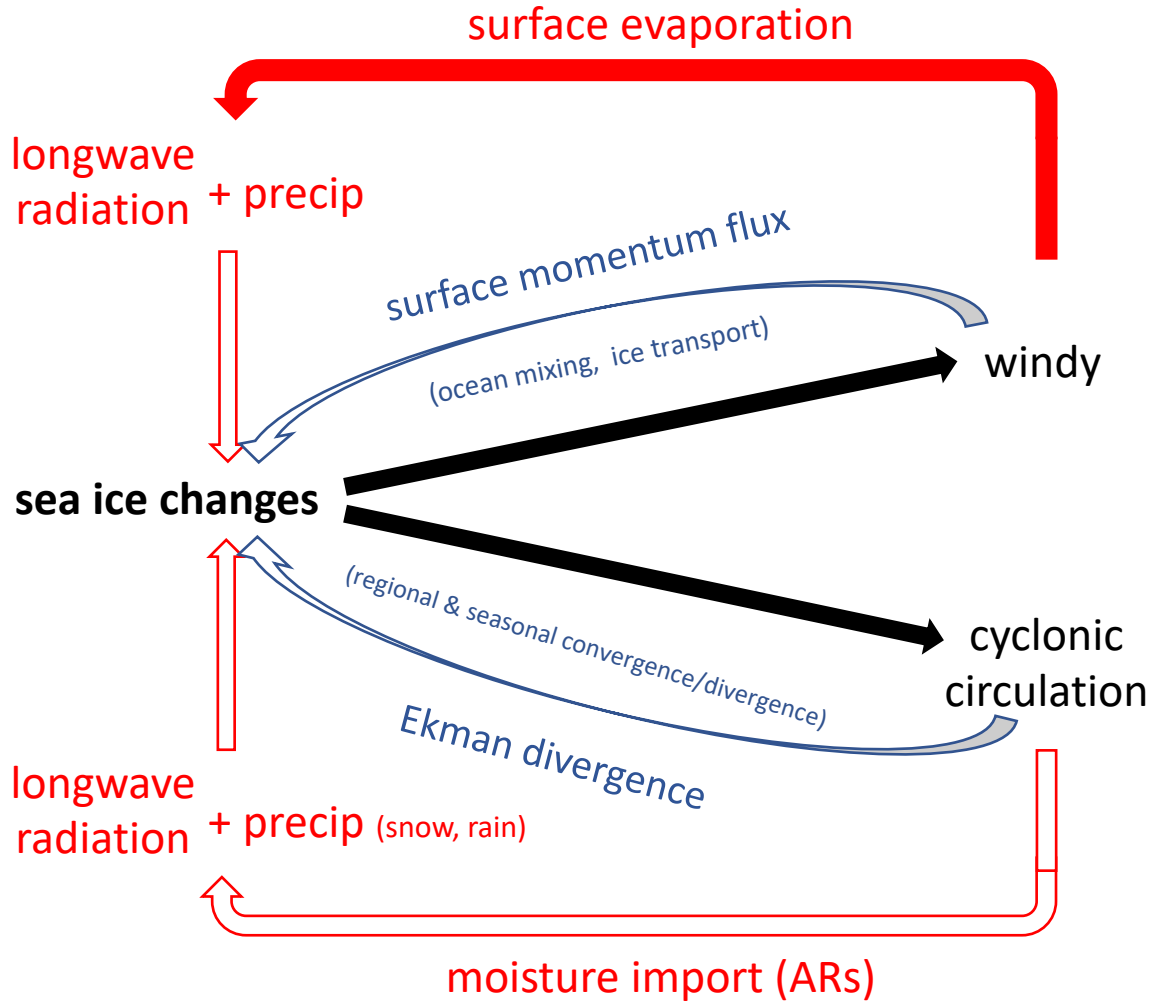 surface evaporation
longwave
radiation
+ precip
surface momentum flux
(ocean mixing, ice transport)
windy
sea ice changes
(regional & seasonal convergence/divergence)
cyclonic
circulation
Ekman divergence
longwave
radiation
+ precip (snow, rain)
moisture import (ARs)